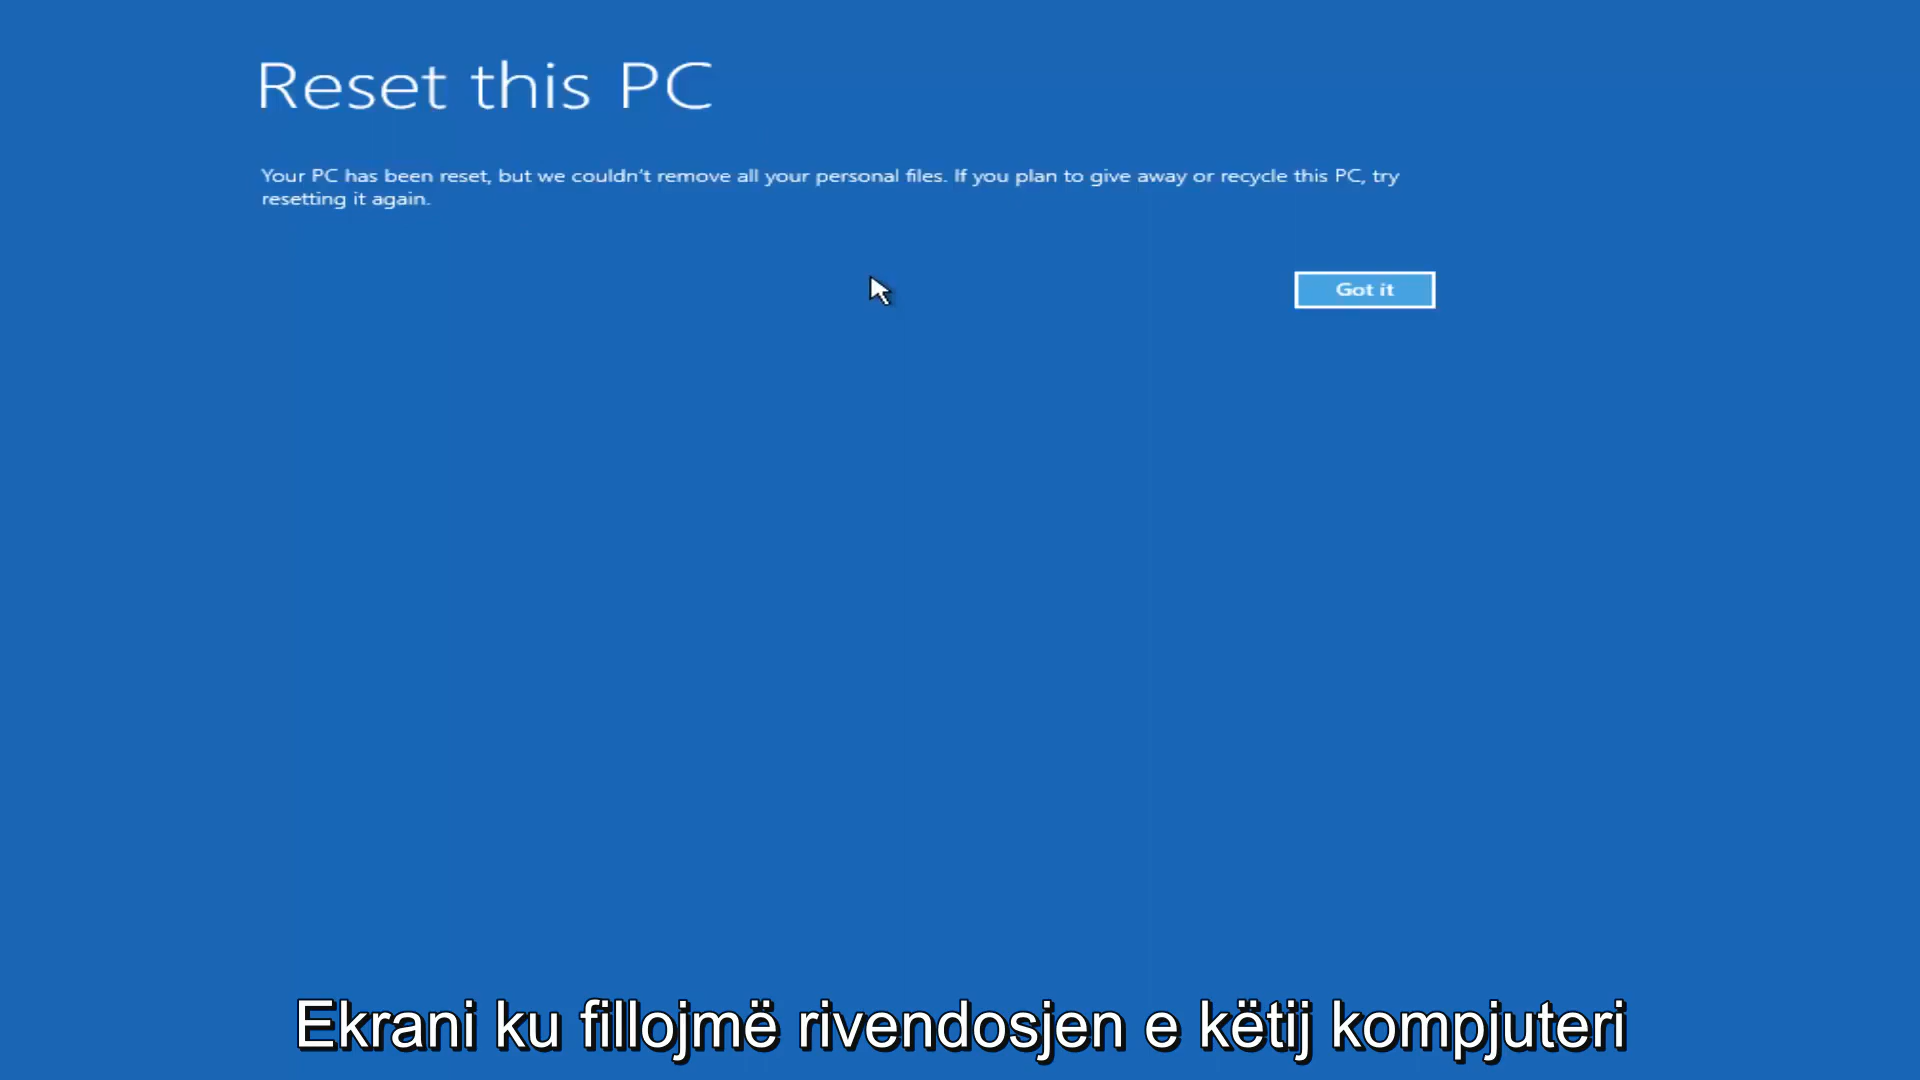 Reset this PC
Your PC has been reset, but we couldn't remove all your personal files. If you plan to give away or recycle this PC, try
resetting it again.
Got it
Ekrani ku fillojmë rivendosjen e këtij kompjuteri